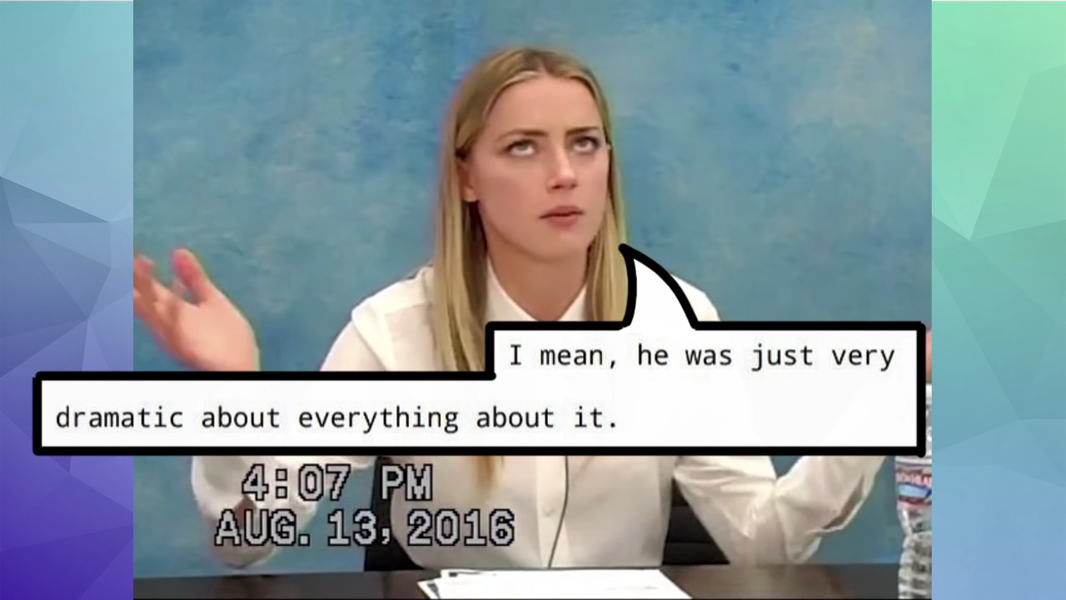 I mean, he was just very
dramatic about everything about it.
4:07 PM
AUG. 13, 2016